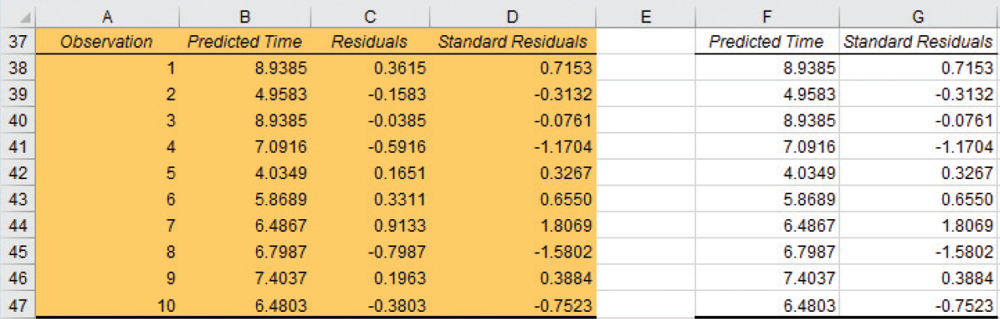 A B C D E F G
37 Observation Predicted Time Residuals Standard Residuals Predicted Time Standard Residuals
38 1 8.9385 0.3615 0.7153 8.9385 0.7153
39 2 4.9583 -0.1583 -0.3132 4.9583 -0.3132
40 3 8.9385 -0.0385 -0.0761 8.9385 -0.0761
41 4 7.0916 -0.5916 -1.1704 7.0916 -1.1704
42 5 4.0349 0.1651 0.3267 4.0349 0.3267
43 6 5.8689 0.3311 0.6550 5.8689 0.6550
44 7 6.4867 0.9133 1.8069 6.4867 1.8069
45 8 6.7987 -0.7987 -1.5802 6.7987 -1.5802
46 9 7.4037 0.1963 0.3884 7.4037 0.3884
47 10 6.4803 -0.3803 -0.7523 6.4803 -0.7523